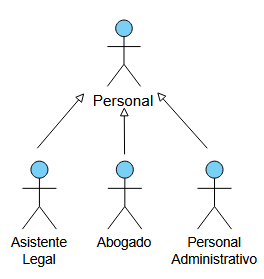 Personal
Asistente
Legal
Abogado
Personal
Administrativo